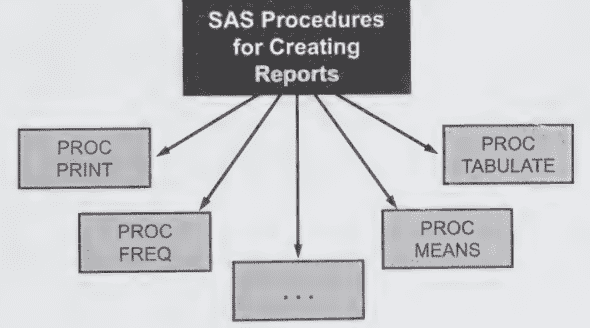 SAS Procedures
for Creating
Reports
PROC
PRINT
PROC
TABULATE
PROC
FREQ
PROC
MEANS
...